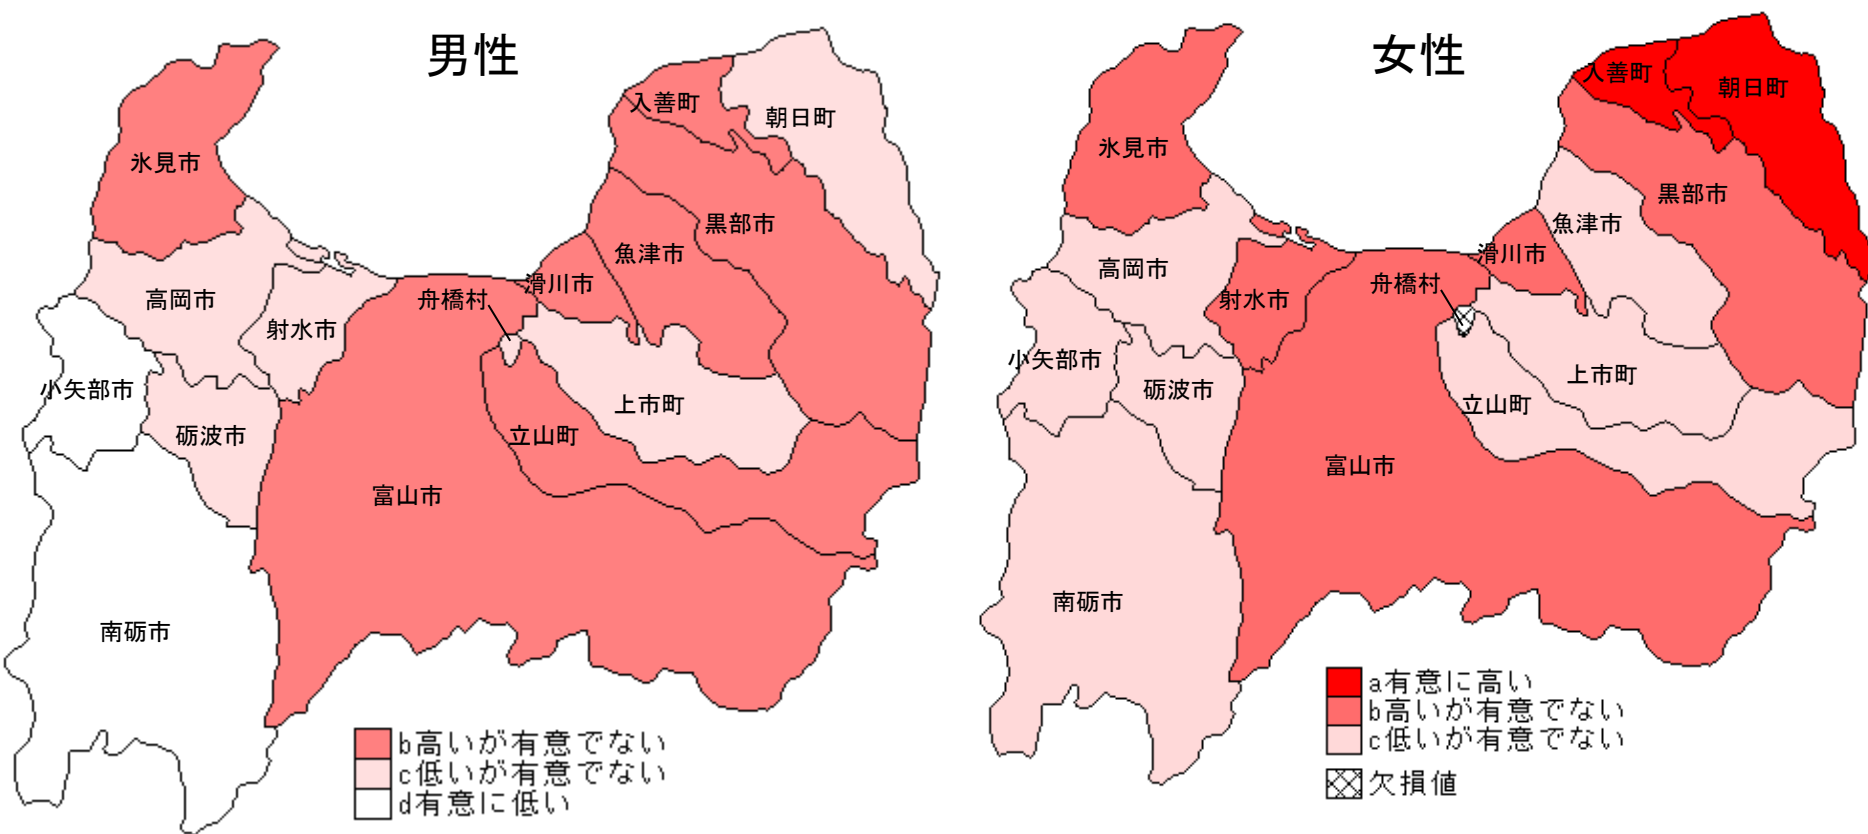 男性
入善町
朝日町
氷見市
黒部市
魚津市
滑川市
高岡市
舟橋村
射水市
小矢部市
上市町
砺波市
立山町
富山市
南砺市
b高いが有意でない
c低いが有意でない
d有意に低い
女性
入善町
朝日町
氷見市
黒部市
魚津市
滑川市
高岡市
舟橋村
射水市
小矢部市
上市町
砺波市
立山町
富山市
南砺市
a有意に高い
b高いが有意でない
c低いが有意でない
欠損値